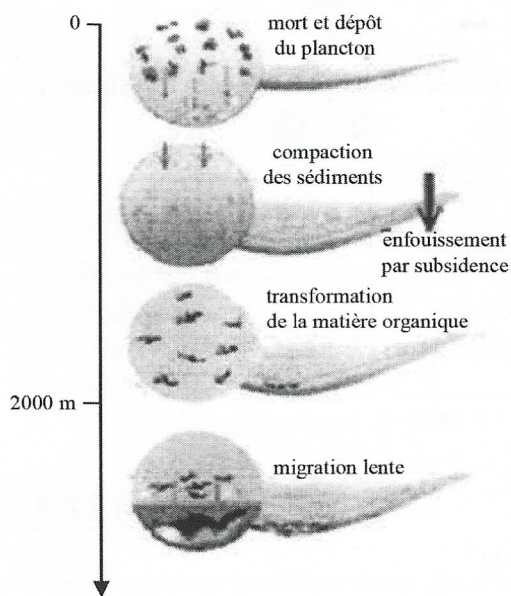 0
mort et dépôt
du plancton
compaction
des sédiments
enfouissement
par subsidence
transformation
de la matière organique
2000 m
migration lente